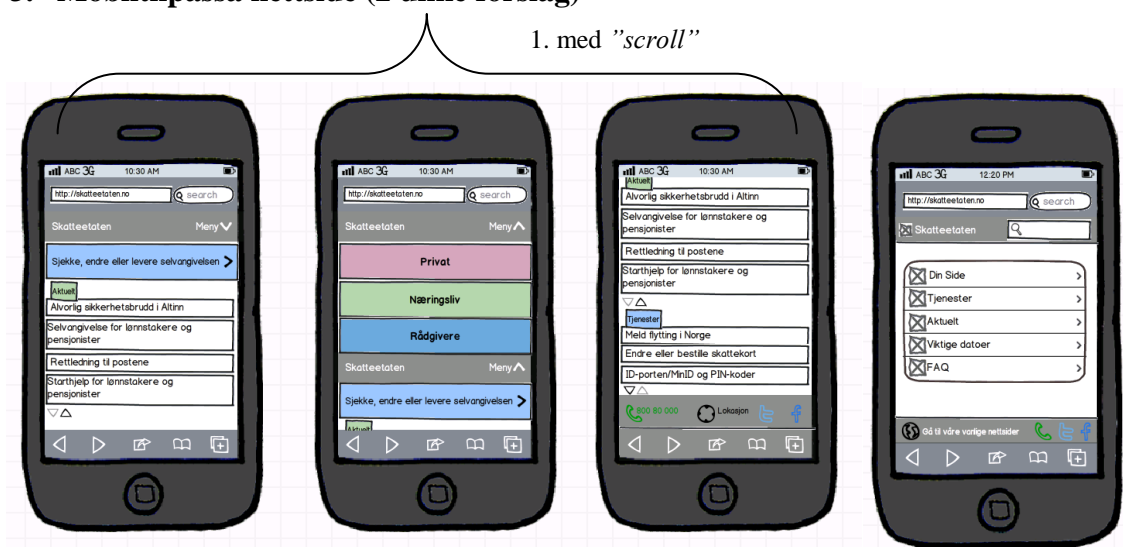 Mobiltilpassa nettside (2 ulike forslag)
1. med ”scroll”
ABC 3G 10:30 AM
http://skatteetaten.no search
Skatteetaten Meny
Sjekke, endre eller levere selvangivelsen
Aktuelt
Alvorlig sikkerhetsbrudd i Altinn
Selvangivelse for lønnstakere og
pensjonister
Rettledning til postene
Starthjelp for lønnstakere og
pensjonister
ABC 3G 10:30 AM
http://skatteetaten.no search
Skatteetaten Meny
Privat
Næringsliv
Rådgivere
Skatteetaten Meny
Sjekke, endre eller levere selvangivelsen
Aktuelt
ABC 3G 10:30 AM
Aktuelt
Alvorlig sikkerhetsbrudd i Altinn
Selvangivelse for lønnstakere og
pensjonister
Rettledning til postene
Starthjelp for lønnstakere og
pensjonister
Tjenester
Meld flytting i Norge
Endre eller bestille skattekort
ID-porten/MinID og PIN-koder
800 80 000 Lokasjon
ABC 3G 12:20 PM
http://skatteetaten.no search
Skatteetaten
Din Side
Tjenester
Aktuelt
Viktige datoer
FAQ
Gå til våre vanlige nettsider